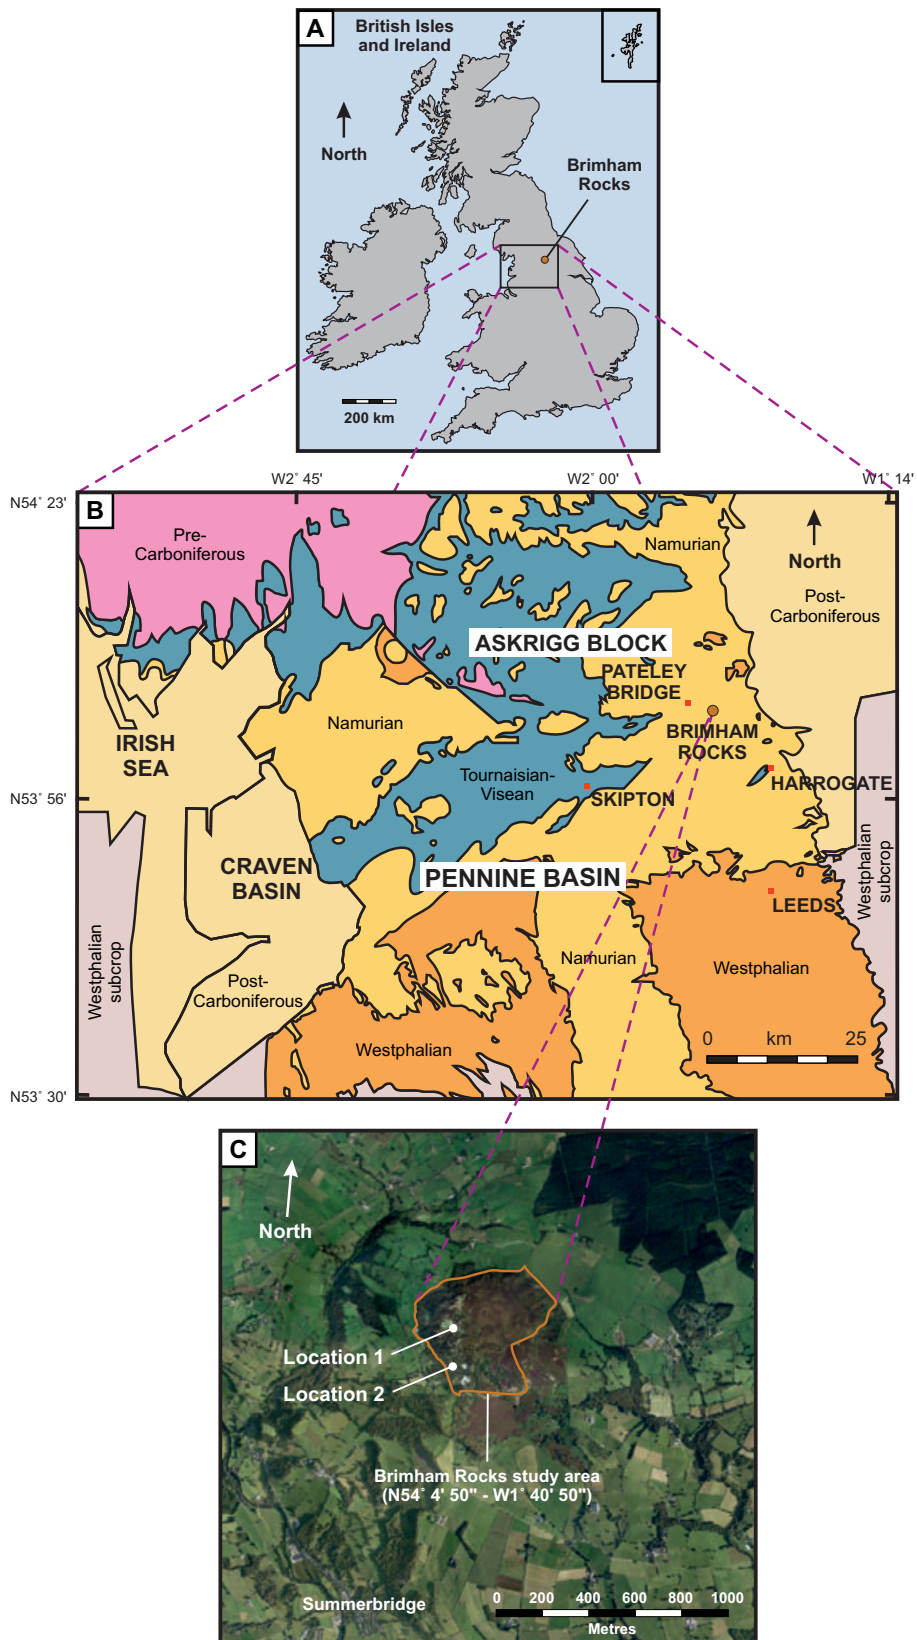 A
British Isles
and Ireland
North
Brimham
Rocks
200 km
W2° 45'
W2° 00'
W1° 14'
N54° 23'
B
Pre-
Carboniferous
Namurian
North
Post-
Carboniferous
ASKRIGG BLOCK
PATELEY
BRIDGE
Namurian
BRIMHAM
ROCKS
IRISH
SEA
Tournaisian-
Visean
HARROGATE
N53° 56'
SKIPTON
CRAVEN
BASIN
PENNINE BASIN
Westphalian
subcrop
LEEDS
Westphalian
subcrop
Post-
Carboniferous
Namurian
Westphalian
0 km 25
Westphalian
N53° 30'
C
North
Location 1
Location 2
Brimham Rocks study area
(N54° 4' 50" - W1° 40' 50")
Summerbridge
0 200 400 600 800 1000
Metres